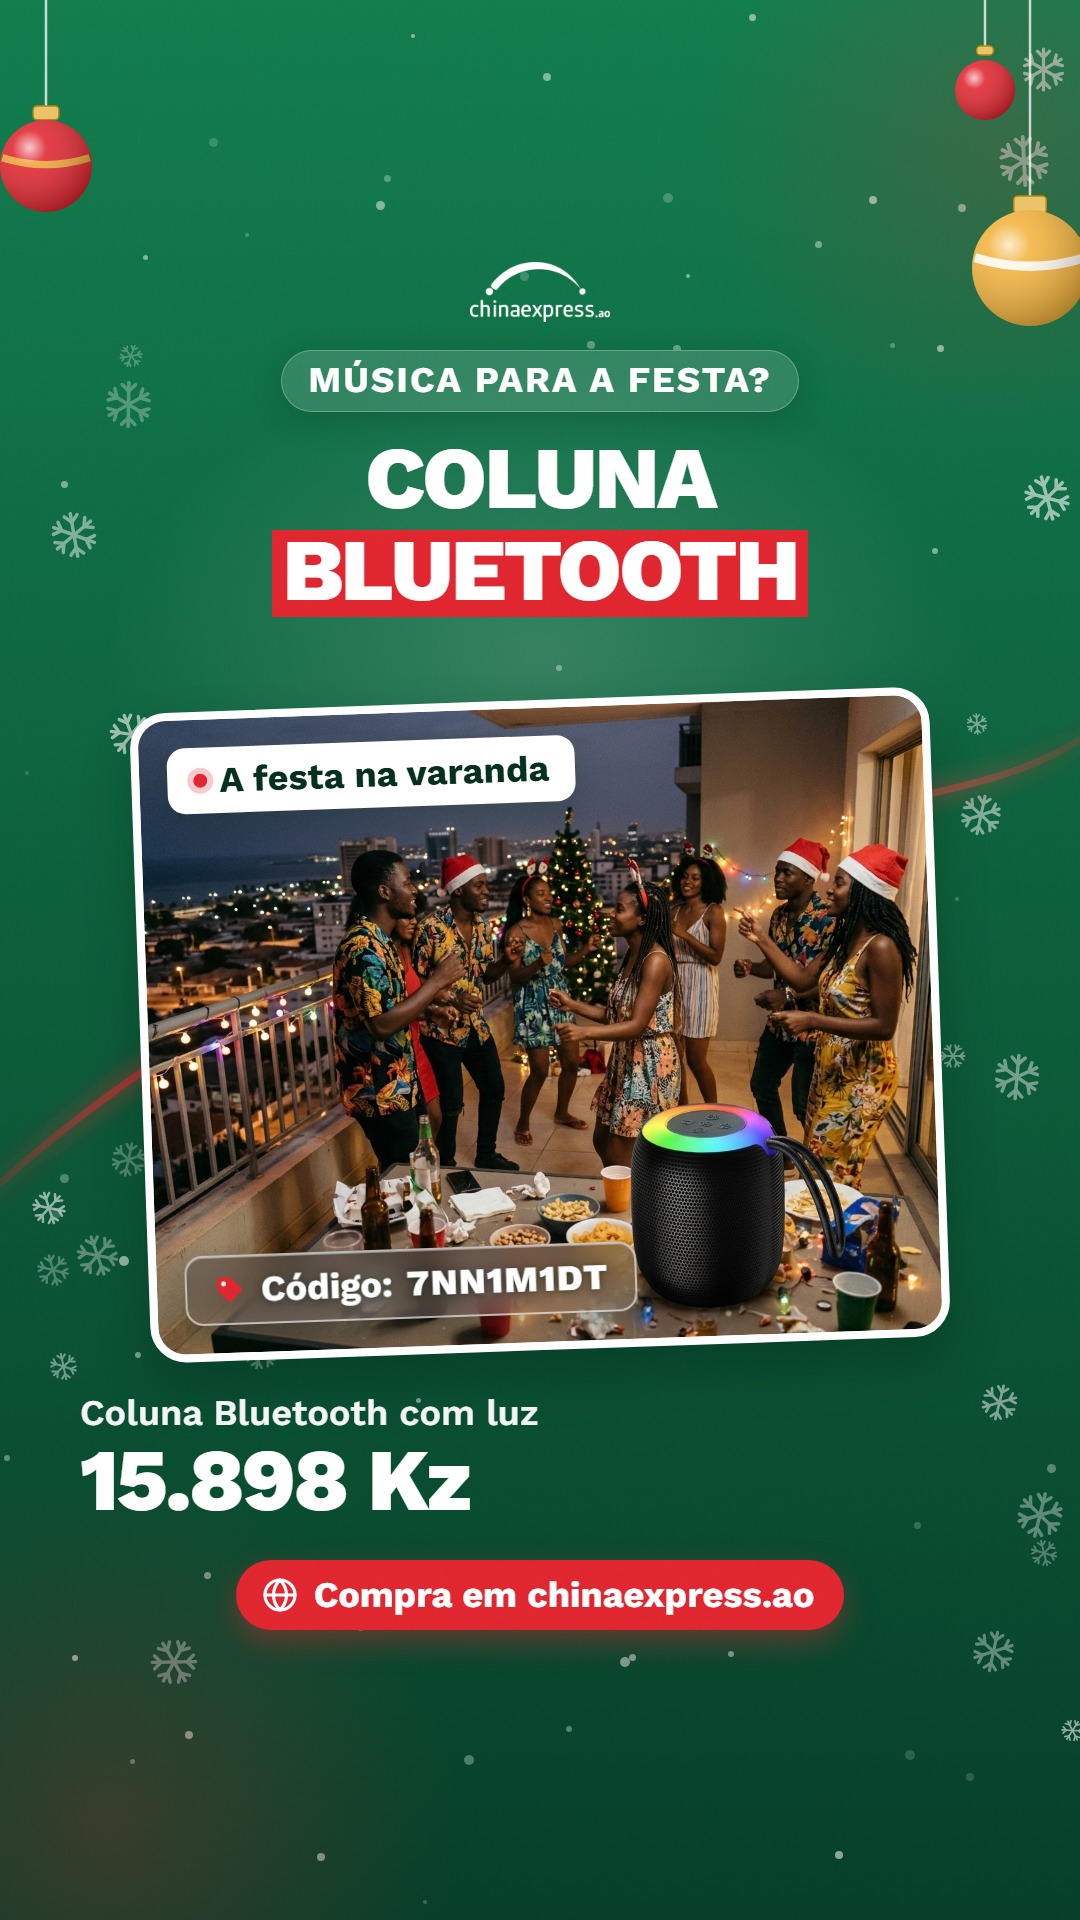 chinaexpress.ao
MÚSICA PARA A FESTA?
COLUNA
BLUETOOTH
A festa na varanda
Código: 7NN1M1DT
Coluna Bluetooth com luz
15.898 Kz
Compra em chinaexpress.ao